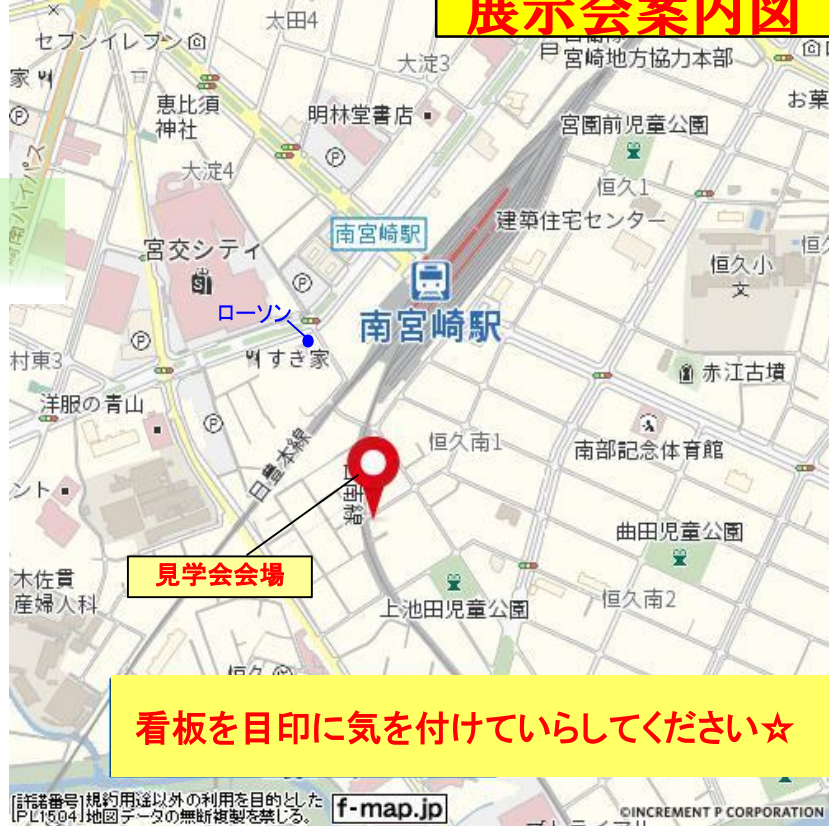 展示会案内図
太田4
セブンイレブン
宮崎地方協力本部
大淀3
家
恵比須
神社
明林堂書店
お菓
宮園前児童公園
大淀4
恒久1
南宮崎駅
建築住宅センター
宮交シティ
恒久小
文
ローソン
南宮崎駅
村東3
すき家
赤江古墳
洋服の青山
恒久南1
南部記念体育館
日豊本線
ント
曲田児童公園
見学会会場
木佐貫
産婦人科
上池田児童公園
恒久南2
看板を目印に気を付けていらしてください☆
[許諾番号]規約用途以外の利用を目的とした
[PL1504]地図データの無断複製を禁じる。
f-map.jp
©INCREMENT P CORPORATION